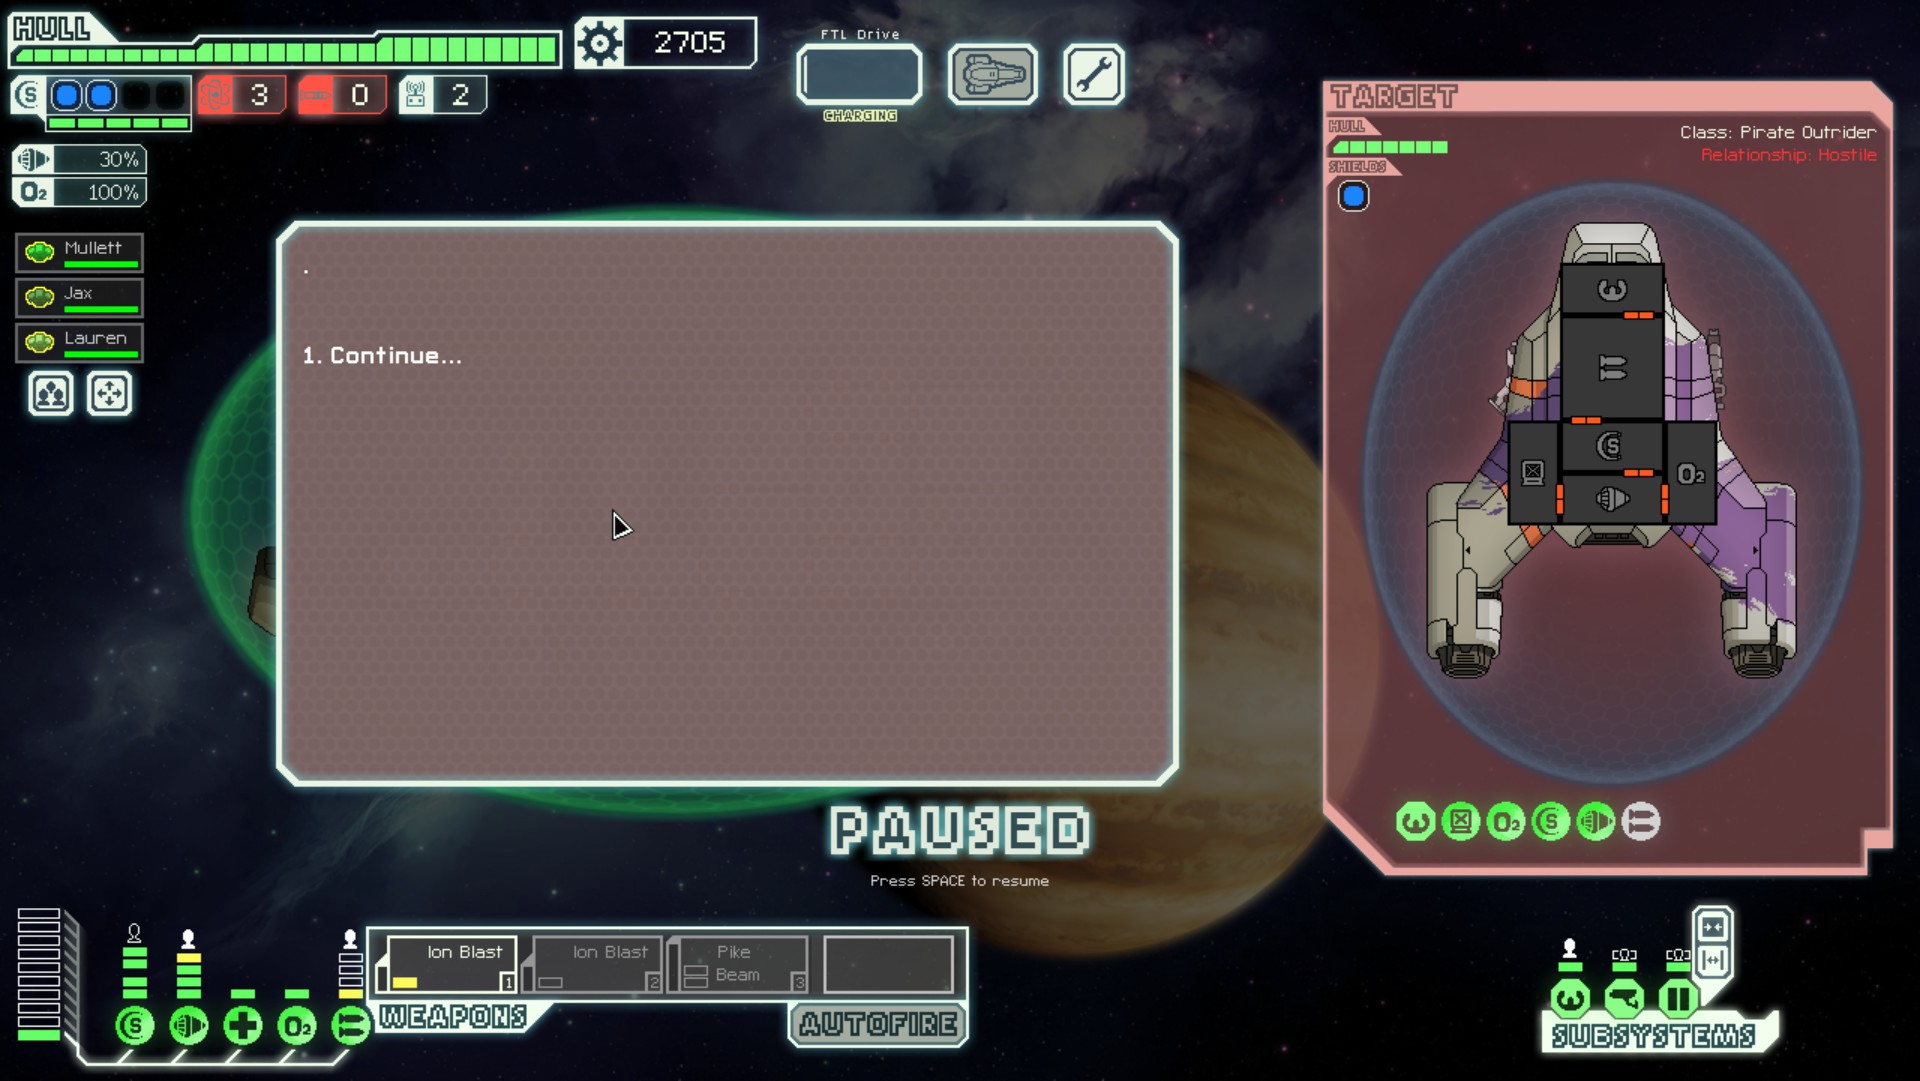 HULL
2705
FTL Drive
CHARGING
3
0
2
30%
O2 100%
Mullett
Jax
Lauren
.
1. Continue...
PAUSED
Press SPACE to resume
TARGET
HULL
Class: Pirate Outrider
Relationship: Hostile
SHIELDS
S
O2
O2 S
Ion Blast 1
Ion Blast 2
Pike Beam 3
WEAPONS
AUTOFIRE
S O2
SUBSYSTEMS